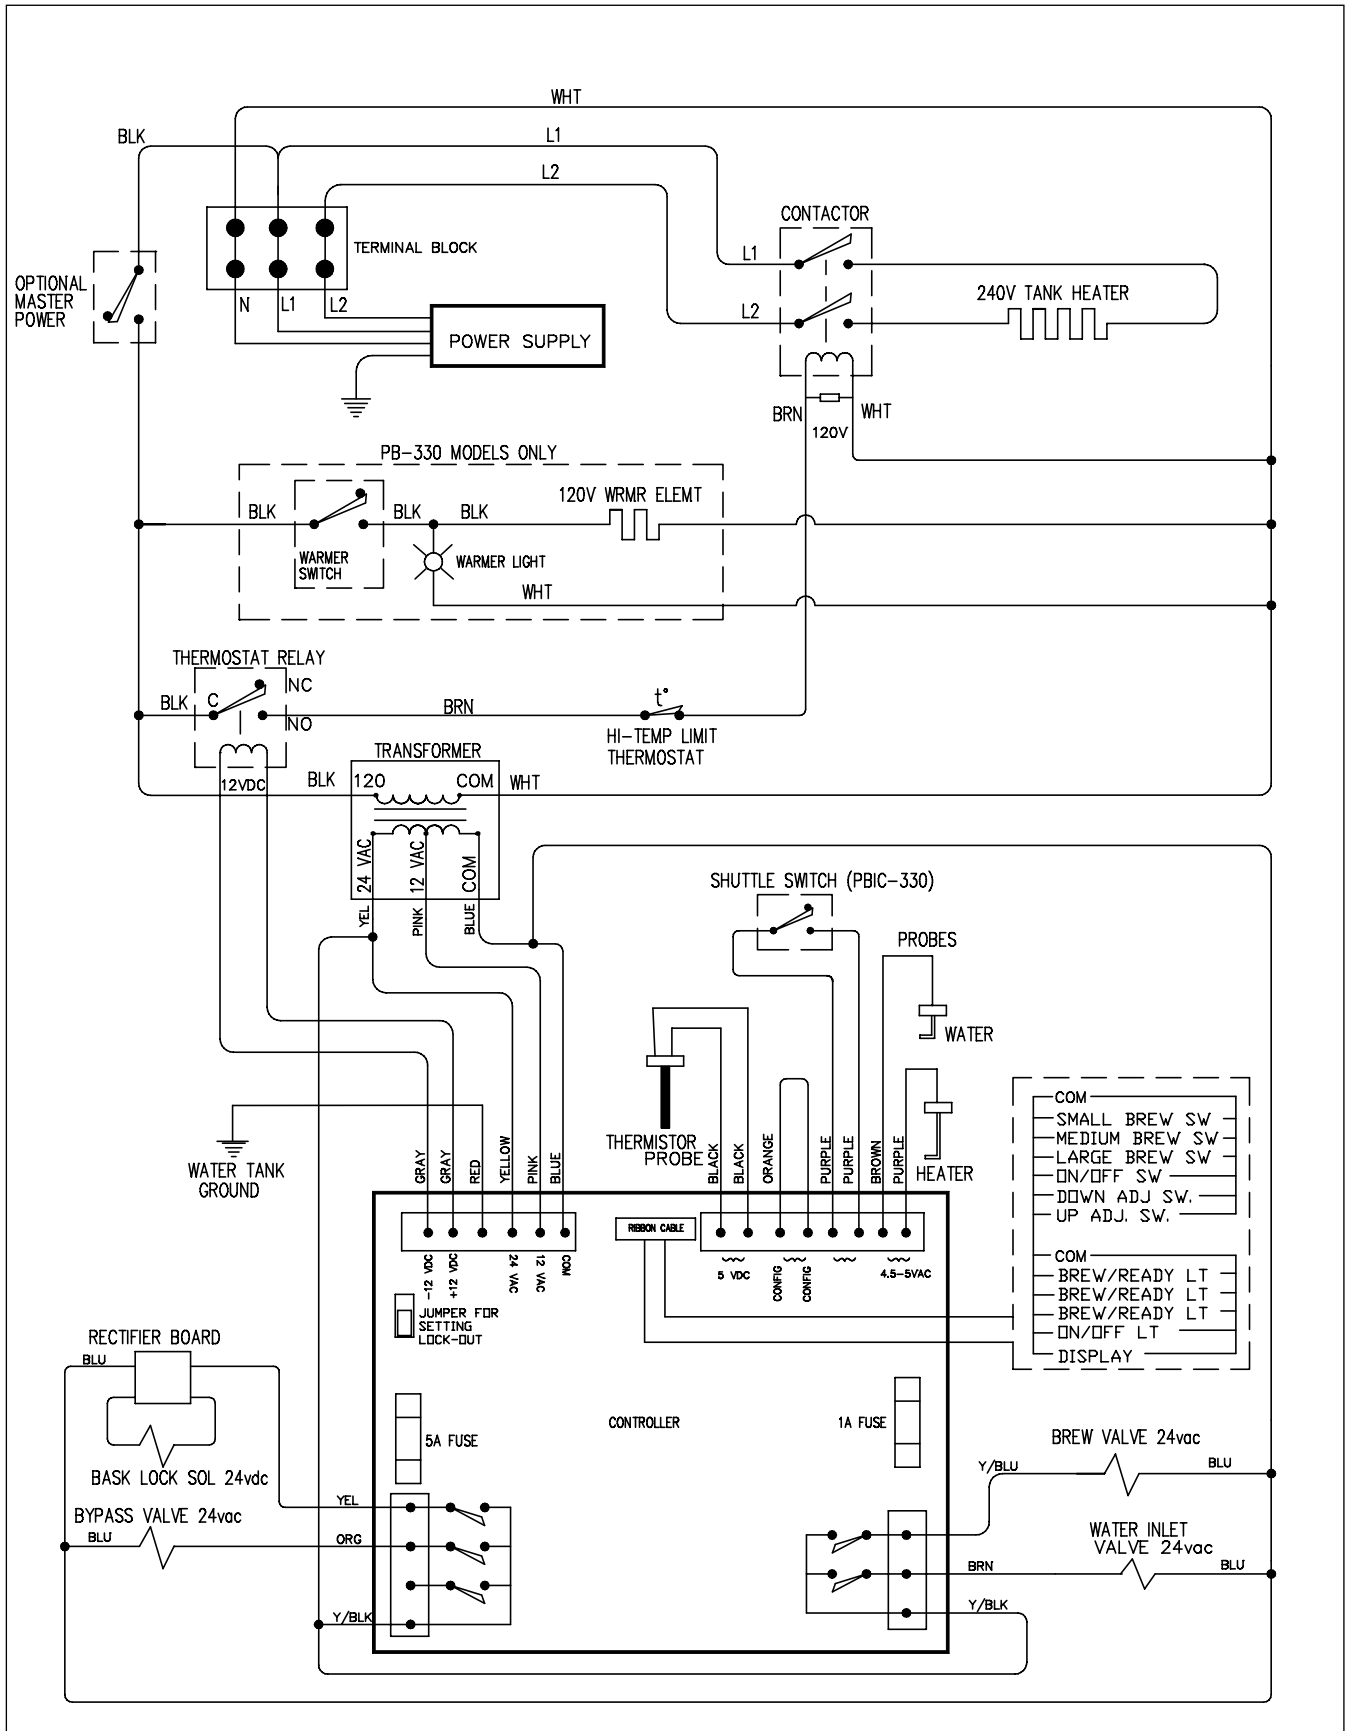 WHT
BLK
L1
L2
CONTACTOR
TERMINAL BLOCK
L1
OPTIONAL
MASTER
POWER
N
L1
L2
L2
240V TANK HEATER
POWER SUPPLY
BRN
WHT
120V
PB-330 MODELS ONLY
120V WRMR ELEMT
BLK
BLK
BLK
WARMER
SWITCH
WARMER LIGHT
WHT
THERMOSTAT RELAY
NC
C
BLK
NO
BRN
t°
HI-TEMP LIMIT
THERMOSTAT
12VDC
TRANSFORMER
BLK
120
COM
WHT
24 VAC
12 VAC
COM
YEL
PINK
BLUE
SHUTTLE SWITCH (PBIC-330)
PROBES
WATER
HEATER
THERMISTOR
PROBE
WATER TANK
GROUND
GRAY
GRAY
RED
YELLOW
PINK
BLUE
BLACK
BLACK
ORANGE
PURPLE
PURPLE
BROWN
PURPLE
COM
SMALL BREW SW
MEDIUM BREW SW
LARGE BREW SW
ON/OFF SW
DOWN ADJ SW.
UP ADJ. SW.
COM
BREW/READY LT
BREW/READY LT
BREW/READY LT
ON/OFF LT
DISPLAY
RIBBON CABLE
-12 VDC
+12 VDC
24 VAC
12 VAC
COM
5 VDC
CONFIG
CONFIG
4.5-5VAC
JUMPER FOR
SETTING
LOCK-OUT
RECTIFIER BOARD
BLU
BASK LOCK SOL 24vdc
5A FUSE
CONTROLLER
1A FUSE
BYPASS VALVE 24vac
BLU
YEL
ORG
Y/BLK
BREW VALVE 24vac
Y/BLU
BLU
WATER INLET
VALVE 24vac
BRN
BLU
Y/BLK